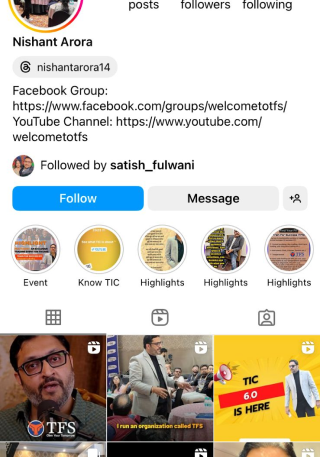 posts followers following
Nishant Arora
nishantarora14
Facebook Group:
https://www.facebook.com/groups/welcometotfs/
YouTube Channel: https://www.youtube.com/
welcometotfs
Followed by satish_fulwani
Follow Message
Event Know TIC Highlights Highlights Highlights
TFS
I run an organization called TFS
TIC
6.0
IS HERE